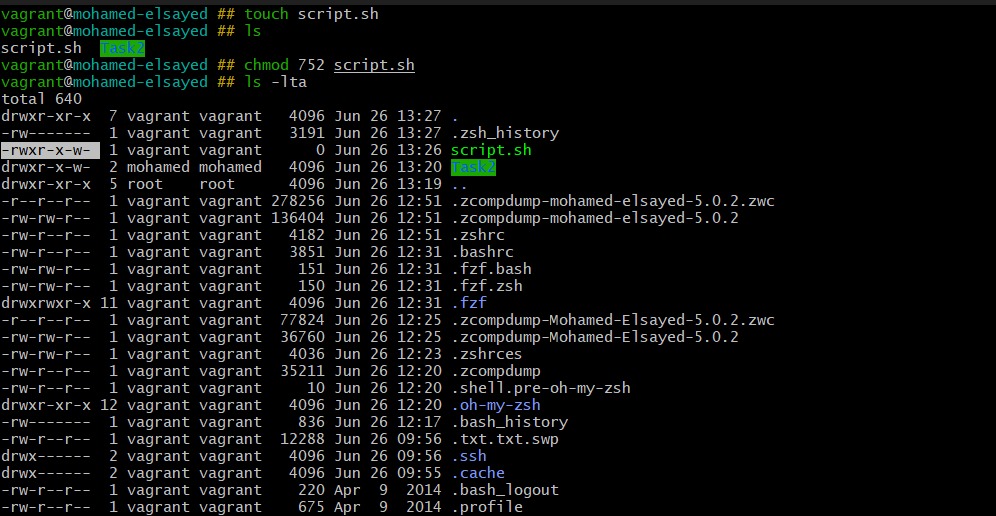 vagrant@mohamed-elsayed ## touch script.sh
vagrant@mohamed-elsayed ## ls
script.sh  Task2
vagrant@mohamed-elsayed ## chmod 752 script.sh
vagrant@mohamed-elsayed ## ls -lta
total 640
drwxr-xr-x  7 vagrant vagrant   4096 Jun 26 13:27 .
-rw-------  1 vagrant vagrant   3191 Jun 26 13:27 .zsh_history
-rwxr-x-w-  1 vagrant vagrant      0 Jun 26 13:26 script.sh
drwxr-x-w-  2 mohamed mohamed   4096 Jun 26 13:20 Task2
drwxr-xr-x  5 root    root      4096 Jun 26 13:19 ..
-r--r--r--  1 vagrant vagrant 278256 Jun 26 12:51 .zcompdump-mohamed-elsayed-5.0.2.zwc
-rw-rw-r--  1 vagrant vagrant 136404 Jun 26 12:51 .zcompdump-mohamed-elsayed-5.0.2
-rw-r--r--  1 vagrant vagrant   4182 Jun 26 12:51 .zshrc
-rw-r--r--  1 vagrant vagrant   3851 Jun 26 12:31 .bashrc
-rw-rw-r--  1 vagrant vagrant    151 Jun 26 12:31 .fzf.bash
-rw-rw-r--  1 vagrant vagrant    150 Jun 26 12:31 .fzf.zsh
drwxrwxr-x 11 vagrant vagrant   4096 Jun 26 12:31 .fzf
-r--r--r--  1 vagrant vagrant  77824 Jun 26 12:25 .zcompdump-Mohamed-Elsayed-5.0.2.zwc
-rw-rw-r--  1 vagrant vagrant  36760 Jun 26 12:25 .zcompdump-Mohamed-Elsayed-5.0.2
-rw-rw-r--  1 vagrant vagrant   4036 Jun 26 12:23 .zshrces
-rw-rw-r--  1 vagrant vagrant  35211 Jun 26 12:20 .zcompdump
-rw-rw-r--  1 vagrant vagrant     10 Jun 26 12:20 .shell.pre-oh-my-zsh
drwxr-xr-x 12 vagrant vagrant   4096 Jun 26 12:20 .oh-my-zsh
-rw-------  1 vagrant vagrant    836 Jun 26 12:17 .bash_history
-rw-r--r--  1 vagrant vagrant  12288 Jun 26 09:56 .txt.txt.swp
drwx------  2 vagrant vagrant   4096 Jun 26 09:56 .ssh
drwx------  2 vagrant vagrant   4096 Jun 26 09:55 .cache
-rw-r--r--  1 vagrant vagrant    220 Apr  9  2014 .bash_logout
-rw-r--r--  1 vagrant vagrant    675 Apr  9  2014 .profile